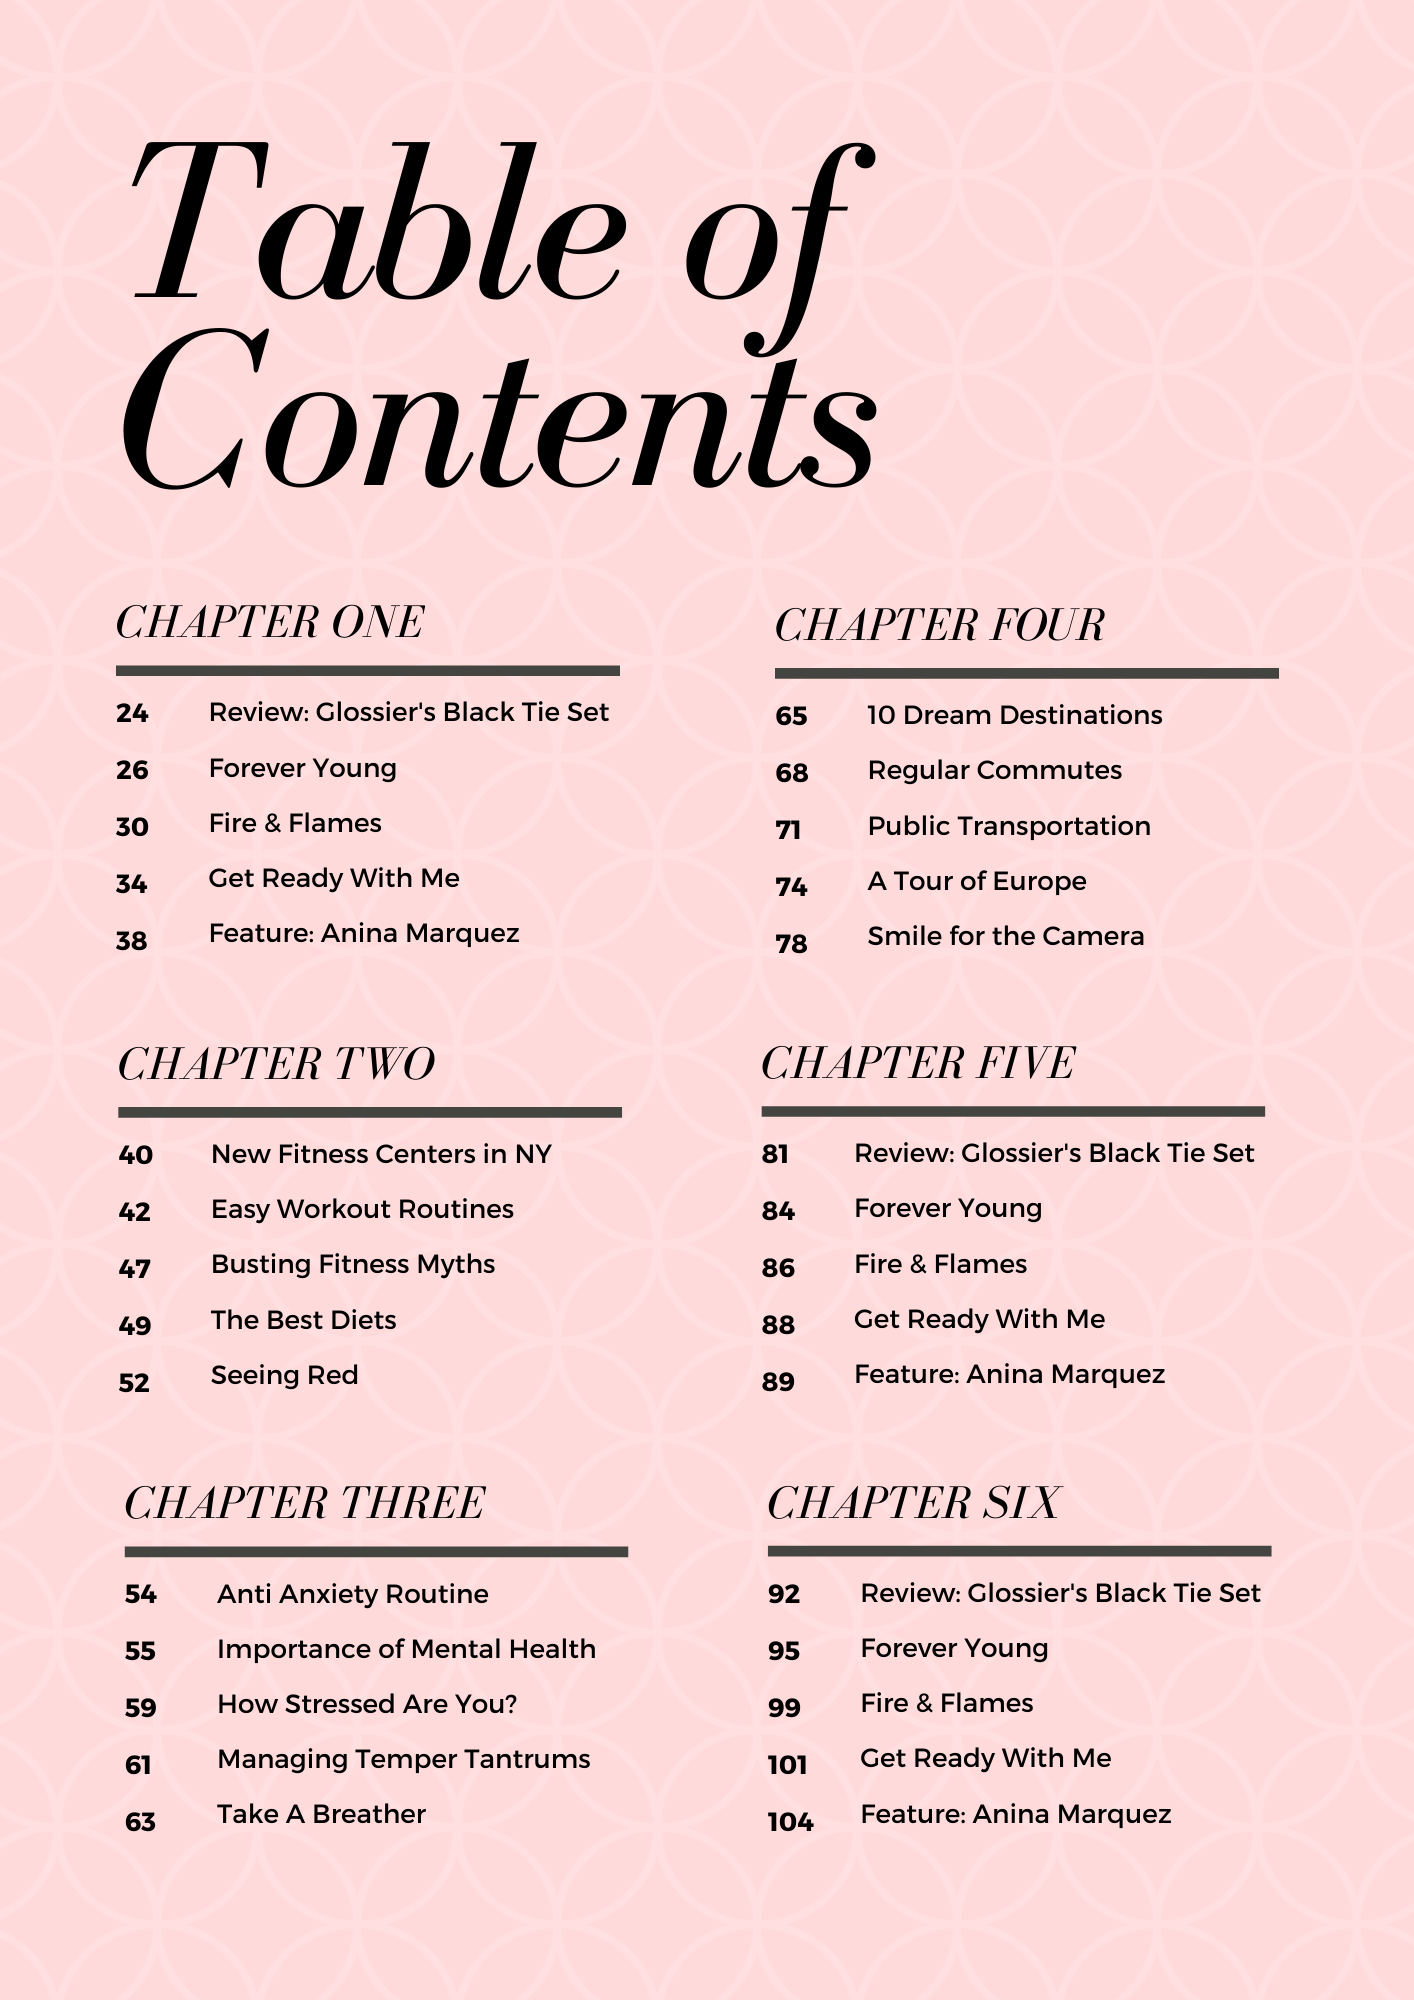 Table of
Contents
CHAPTER ONE
24 Review: Glossier's Black Tie Set
26 Forever Young
30 Fire & Flames
34 Get Ready With Me
38 Feature: Anina Marquez
CHAPTER TWO
40 New Fitness Centers in NY
42 Easy Workout Routines
47 Busting Fitness Myths
49 The Best Diets
52 Seeing Red
CHAPTER THREE
54 Anti Anxiety Routine
55 Importance of Mental Health
59 How Stressed Are You?
61 Managing Temper Tantrums
63 Take A Breather
CHAPTER FOUR
65 10 Dream Destinations
68 Regular Commutes
71 Public Transportation
74 A Tour of Europe
78 Smile for the Camera
CHAPTER FIVE
81 Review: Glossier's Black Tie Set
84 Forever Young
86 Fire & Flames
88 Get Ready With Me
89 Feature: Anina Marquez
CHAPTER SIX
92 Review: Glossier's Black Tie Set
95 Forever Young
99 Fire & Flames
101 Get Ready With Me
104 Feature: Anina Marquez